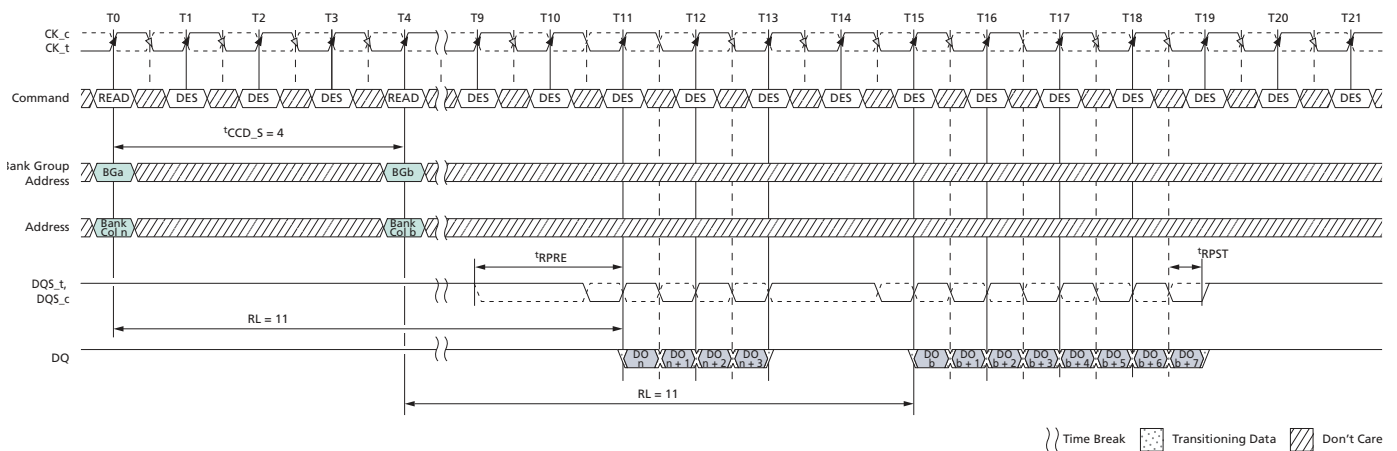 T0 T1 T2 T3 T4 T9 T10 T11 T12 T13 T14 T15 T16 T17 T18 T19 T20 T21
CK_c
CK_t
Command READ DES DES DES READ DES DES DES DES DES DES DES DES DES DES DES DES DES
tCCD_S = 4
Bank Group
Address
BGa BGb
Address
Bank
Col n
Bank
Col b
tRPRE tRPST
DQS_t,
DQS_c
RL = 11
DQ
DO
n
DO
n + 1
DO
n + 2
DO
n + 3
DO
b
DO
b + 1
DO
b + 2
DO
b + 3
DO
b + 4
DO
b + 5
DO
b + 6
DO
b + 7
RL = 11
Time Break Transitioning Data Don't Care